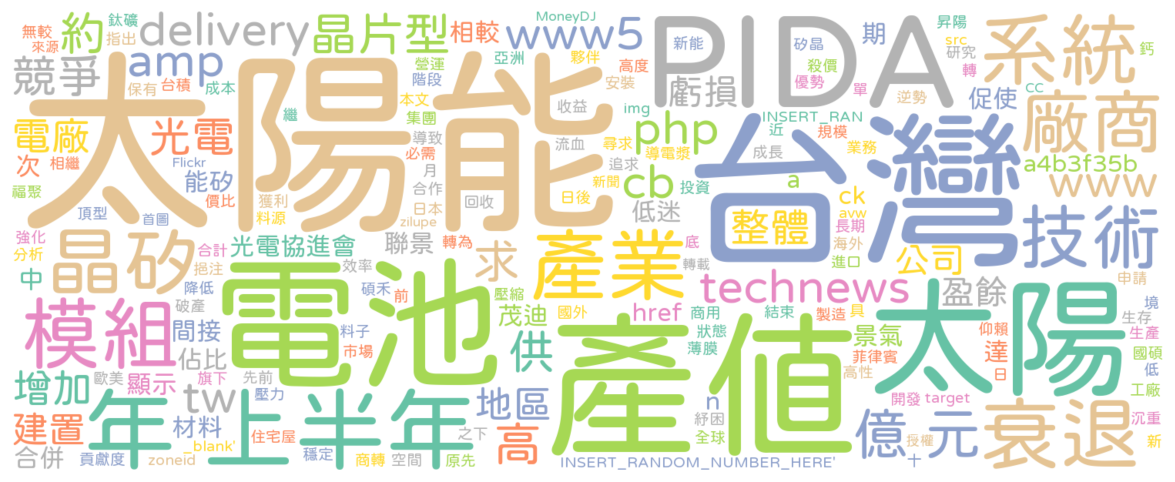 無較
來源
約
鈦礦
指出
delivery
晶片型
相較
MoneyDJ
www5
新能
PIDA
矽晶
殺價
優勢
期
昇陽
src
研究
轉
系統
鈣
競爭
amp
保有
台積
成本
營運
階段
亞洲
夥伴
高度
安裝
虧損
單
逆勢
促使
cc
廠商
太陽能
電廠
光電
繼
本文
集團
收益
img
INSERT_RAN
近
規模
業務
php
次
相繼
Flickr
能矽
價比
導致
必需
流血
尋求
導電漿
成長
台灣
a4b3f35b
福聚
頂型
首圖
獲利
料源
月
合作
日本
zilupe
回收
追求
日後
新聞
cb
投資
低迷
a
ck
avw
長期
海外
進口
www
整體
技術
強化
分析
中
晶矽
合計
挹注
降低
破產
光電協進會
效率
碩禾
前
聯景
轉為
壓縮
求
產業
底
轉載
公司
technews
盈餘
申請
境
生存
模組
間接
佔比
電池
料子
市場
茂迪
國外
href
商用
狀態
薄膜
結束
製造
具
景氣
菲律賓
高性
太陽
仰賴
達
日
生產
國碩
低
工廠
增加
歐美
顯示
旗下
先前
壓力
供
產值
tw
地區
n
紓困
全球
開發
target
沉重
新
建置
合併
年
材料
貢獻度
_blank'
zoneid
上半年
住宅屋
穩定
商轉
空間
之下
原先
高
INSERT_RANDOM_NUMBER_HERE'
億
元
授權
十
衰退